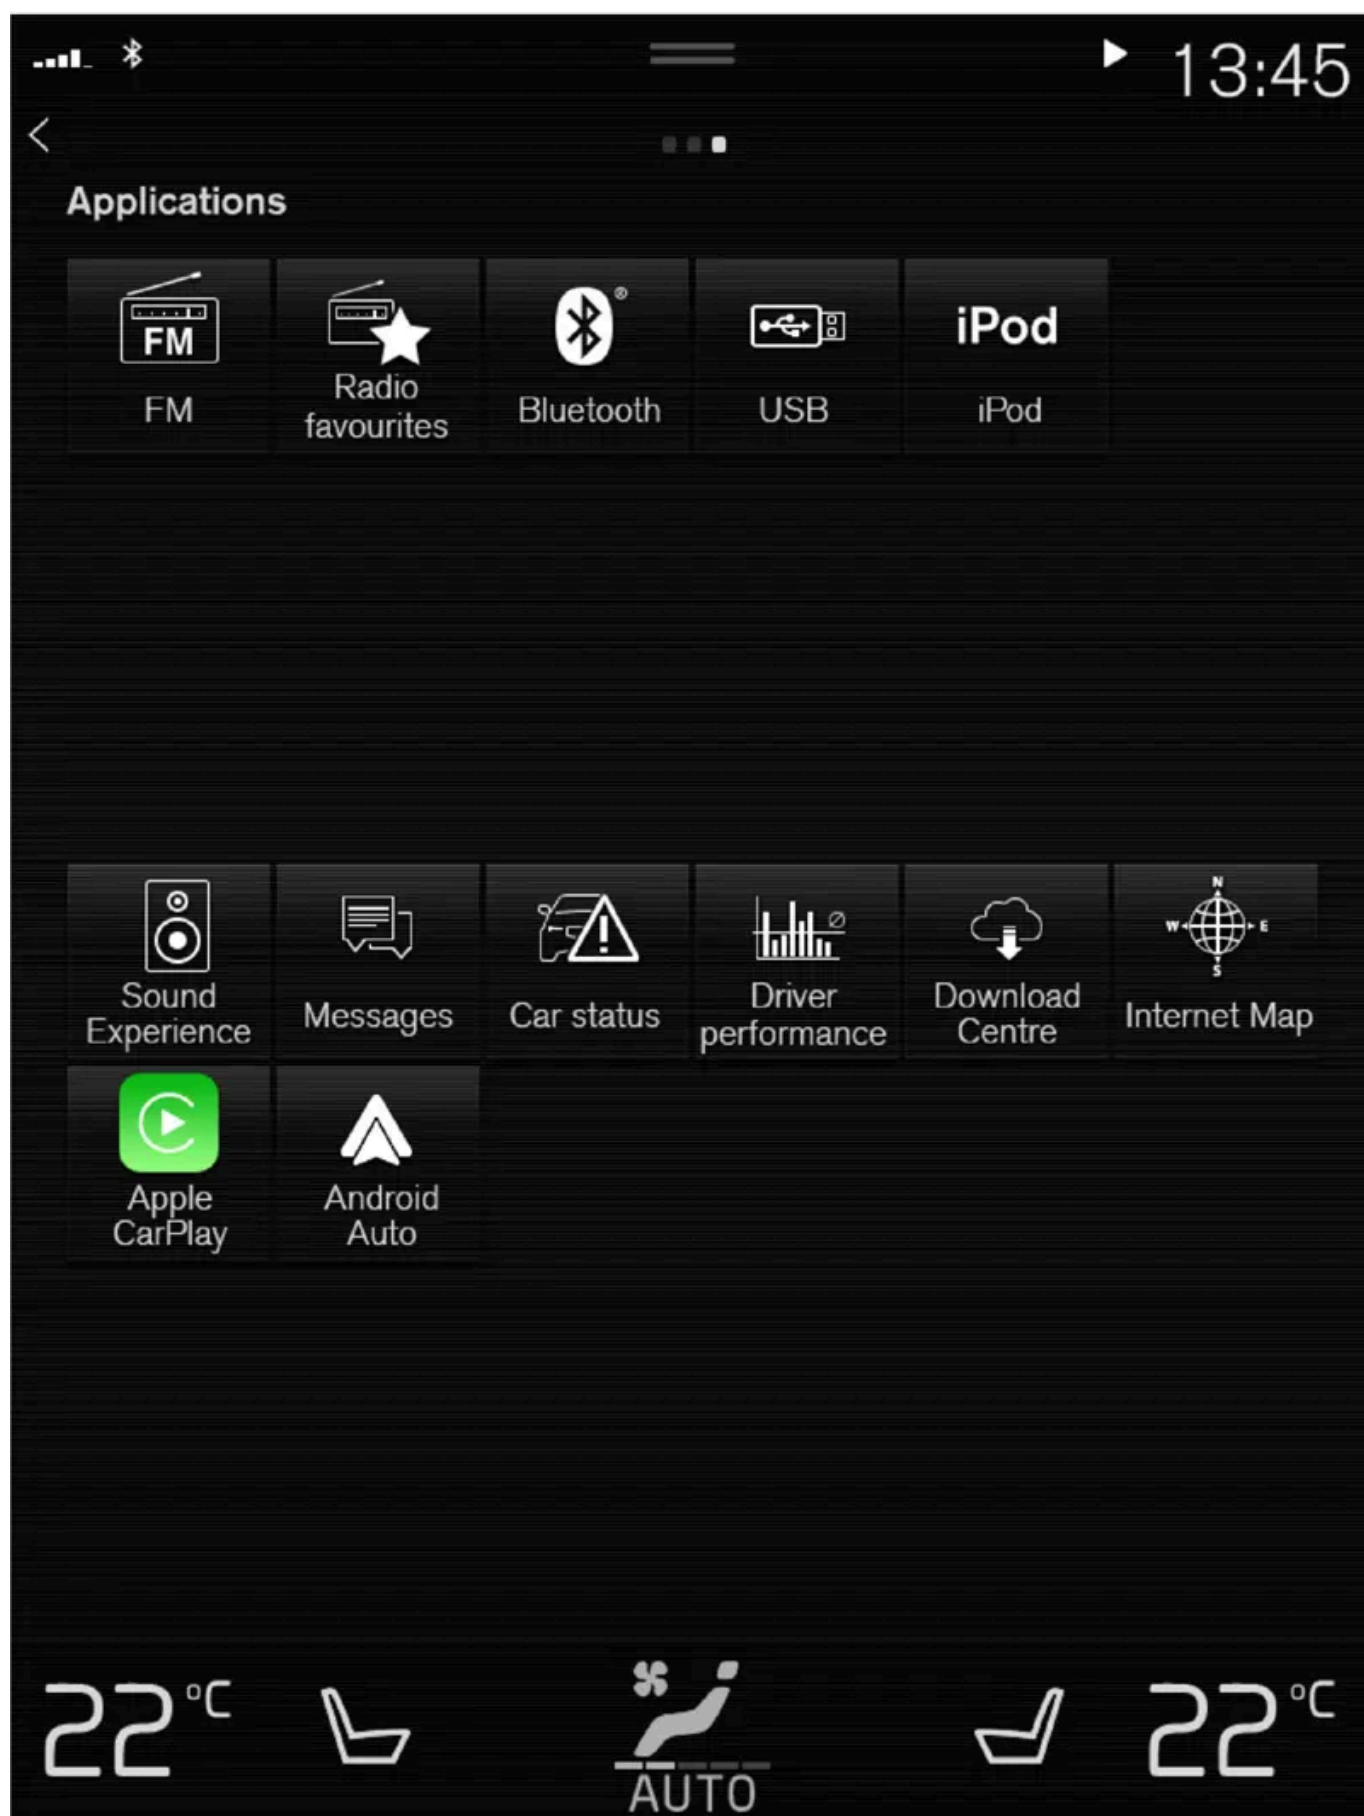 13:45
Applications
FM
iPod
FM
Radio
favourites
Bluetooth
®
USB
iPod
N
W E
S
Sound
Experience
Messages
Car status
Driver
performance
Download
Centre
Internet Map
Apple
CarPlay
Android
Auto
22 °C
22 °C
AUTO